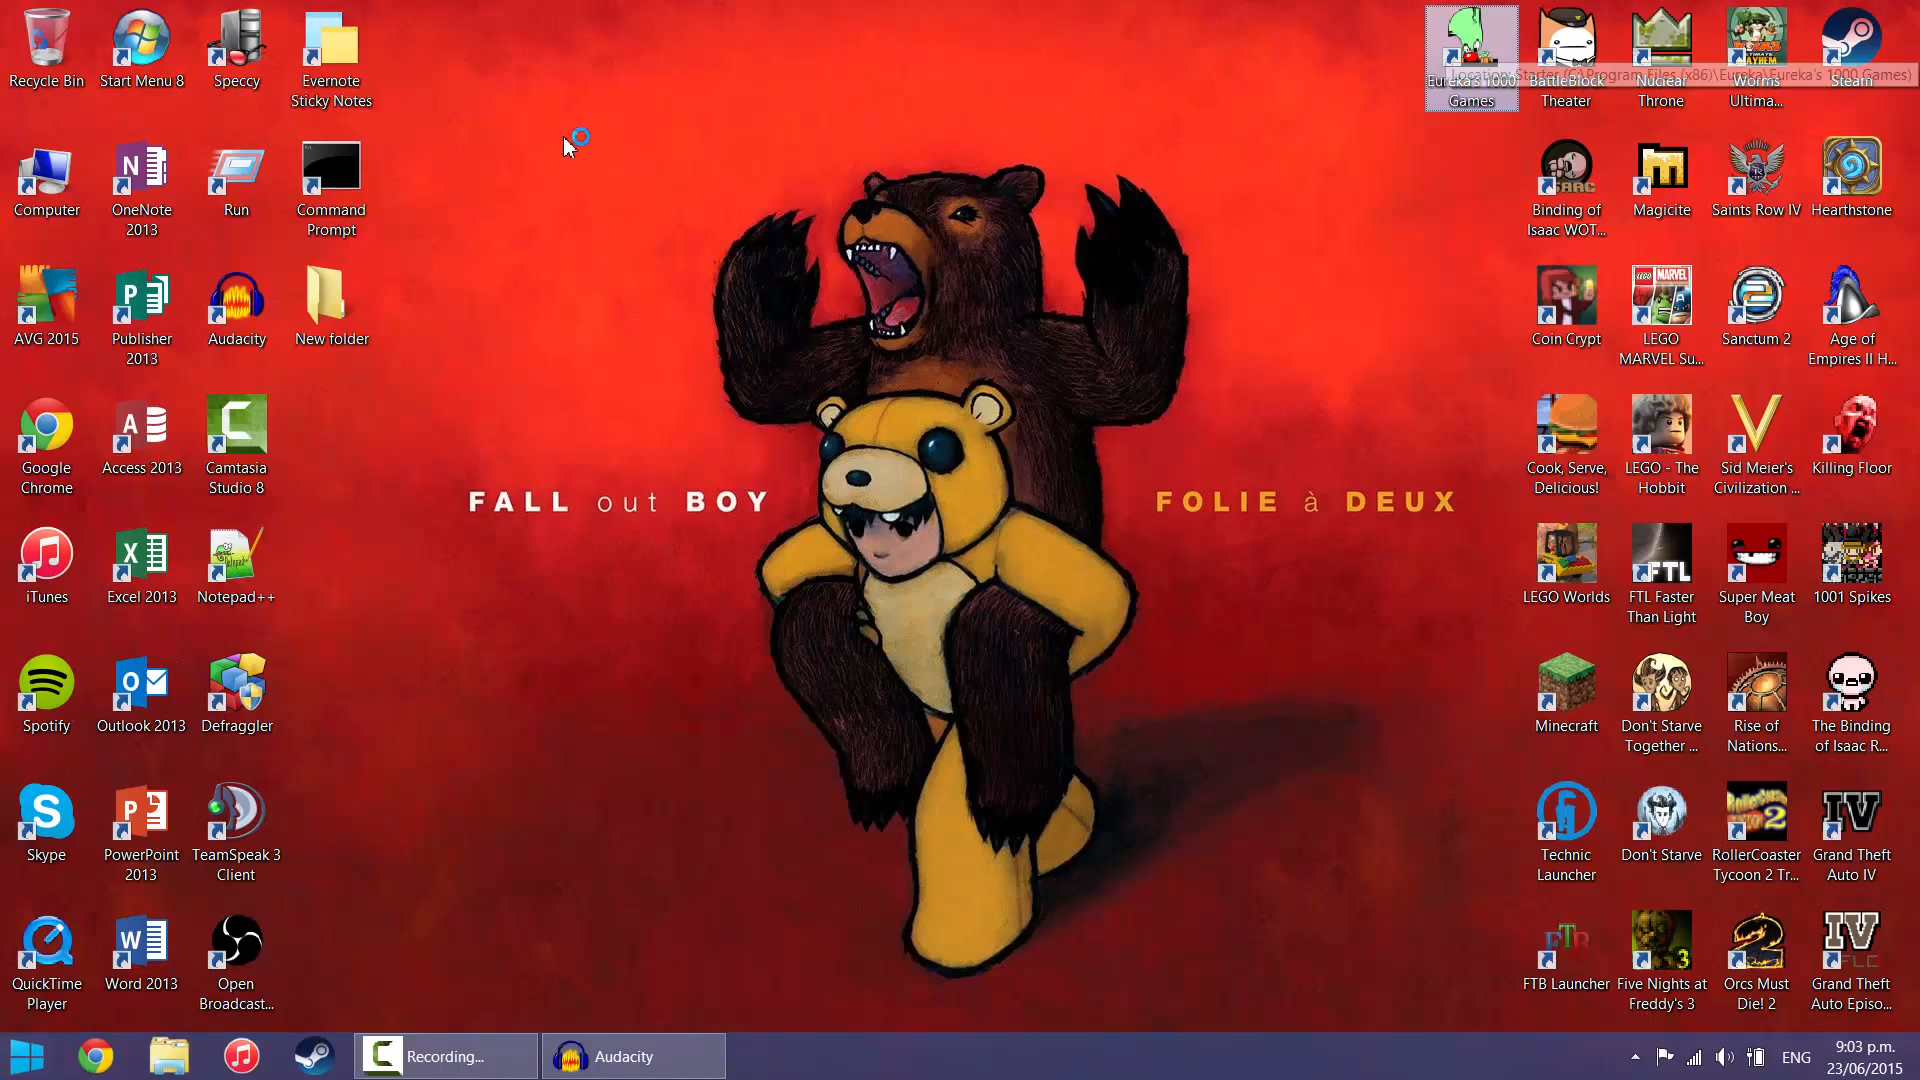 Recycle Bin
Start Menu 8
Speccy
Evernote
Sticky Notes
Computer
OneNote
2013
Run
Command
Prompt
AVG 2015
Publisher
2013
Audacity
New folder
Google
Chrome
Access 2013
Camtasia
Studio 8
iTunes
Excel 2013
Notepad++
Spotify
Outlook 2013
Defraggler
Skype
PowerPoint
2013
TeamSpeak 3
Client
QuickTime
Player
Word 2013
Open
Broadcast...
FALL out BOY
FOLIE à DEUX
Eureka's 1000
Games
BattleBlock
Theater
Nuclear
Throne
Worms
Ultima...
Steam
Location: Starter (C:\Program Files (x86)\Eureka\Eureka's 1000 Games)
Binding of
Isaac WOT...
Magicite
Saints Row IV
Hearthstone
Coin Crypt
LEGO
MARVEL Su...
Sanctum 2
Age of
Empires II H...
Cook, Serve,
Delicious!
LEGO - The
Hobbit
Sid Meier's
Civilization ...
Killing Floor
LEGO Worlds
FTL Faster
Than Light
Super Meat
Boy
1001 Spikes
Minecraft
Don't Starve
Together ...
Rise of
Nations...
The Binding
of Isaac R...
Technic
Launcher
Don't Starve
RollerCoaster
Tycoon 2 Tr...
Grand Theft
Auto IV
FTB Launcher
Five Nights at
Freddy's 3
Orcs Must
Die! 2
Grand Theft
Auto Episo...
Recording...
Audacity
ENG
9:03 p.m.
23/06/2015